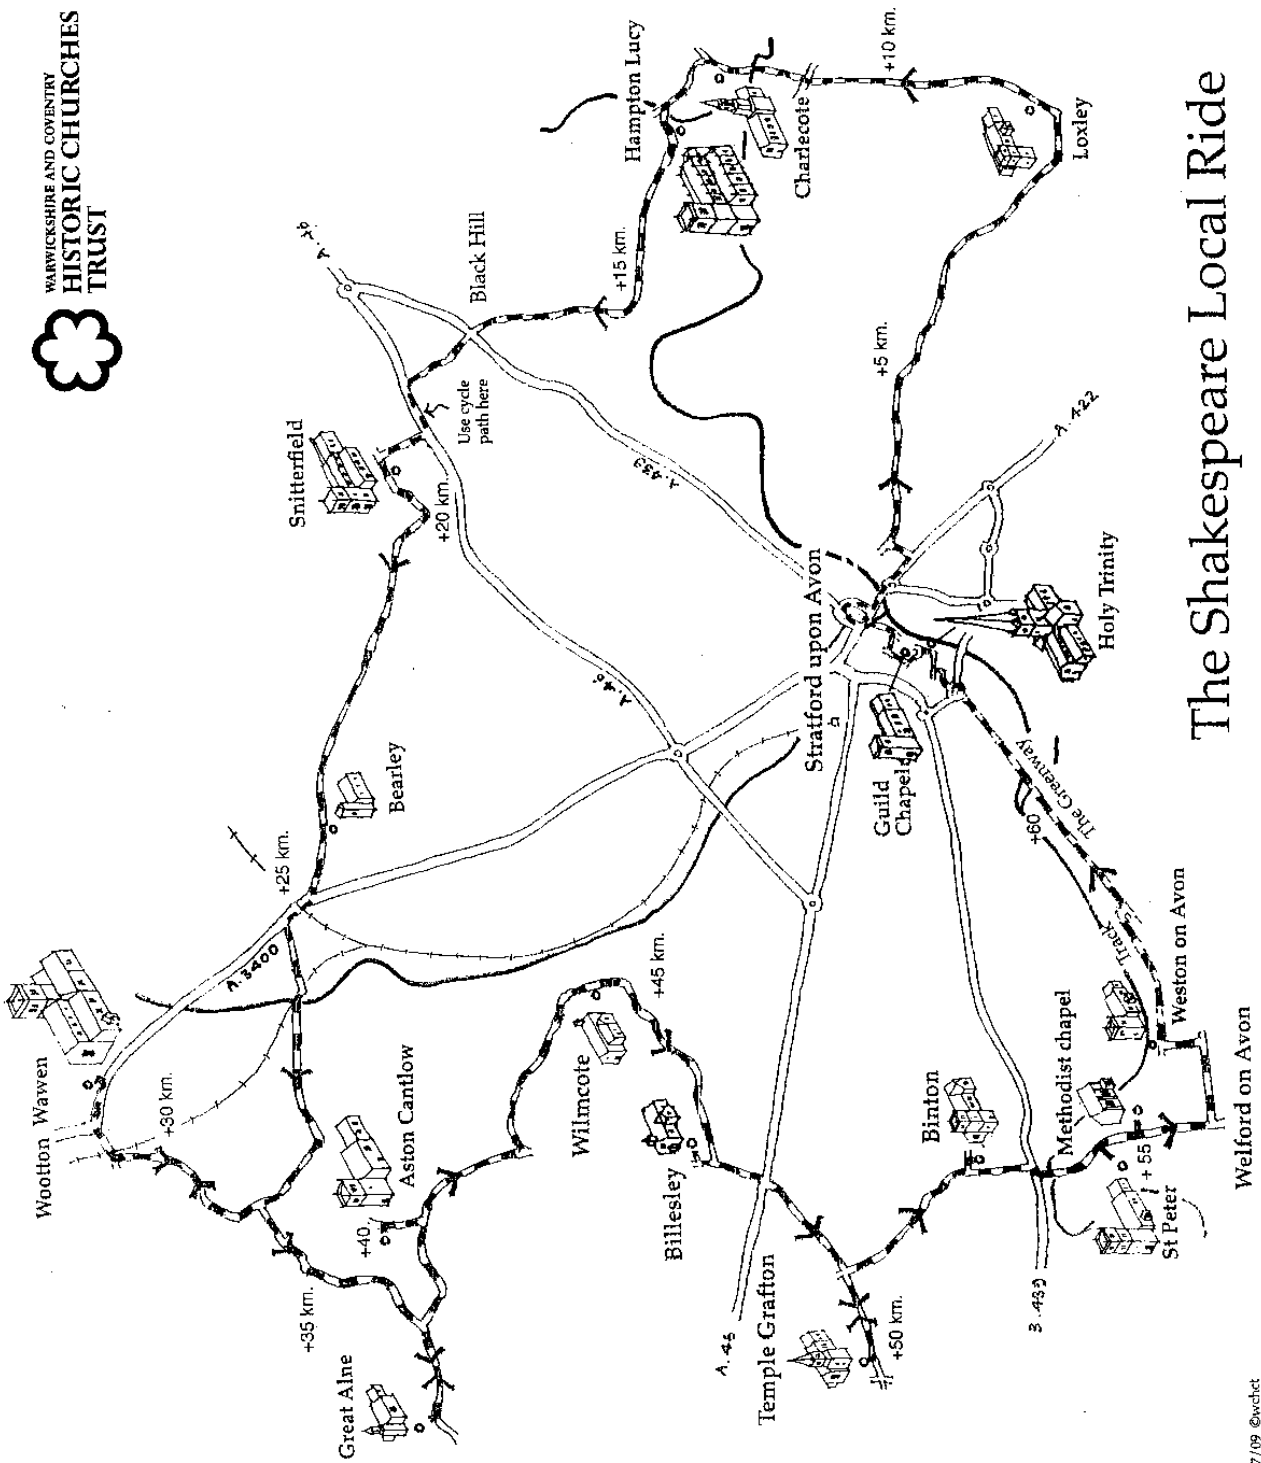 WARWICKSHIRE AND COVENTRY
HISTORIC CHURCHES
TRUST
The Shakespeare Local Ride
Wootton Wawen
+30 km.
A.3400
+25 km.
Bearley
Snitterfield
+20 km.
Use cycle
path here
Black Hill
A.46
+15 km.
Hampton Lucy
Charlecote
+10 km.
Loxley
+5 km.
A.439
A.422
A.46
Stratford upon Avon
Holy Trinity
Guild
Chapel
The Greenway
+60
Track
Weston on Avon
Welford on Avon
Methodist chapel
+55
St Peter
Binton
B.439
+50 km.
Temple Grafton
A.46
Billesley
+45 km.
Wilmcote
Aston Cantlow
+40
+35 km.
Great Alne
7/09 ©wchct